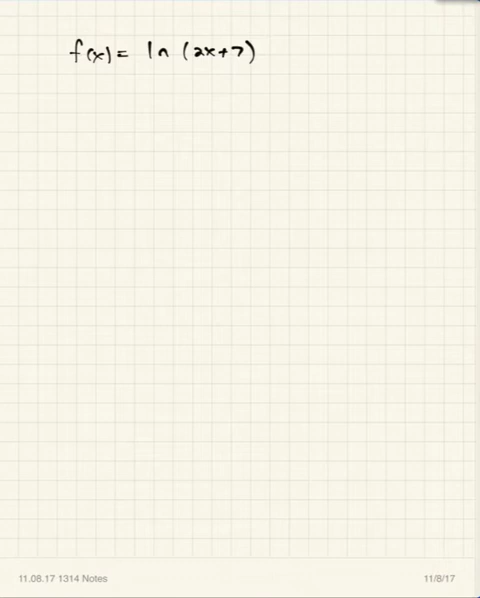 f(x) = ln (2x+7)
11.08.17 1314 Notes
11/8/17